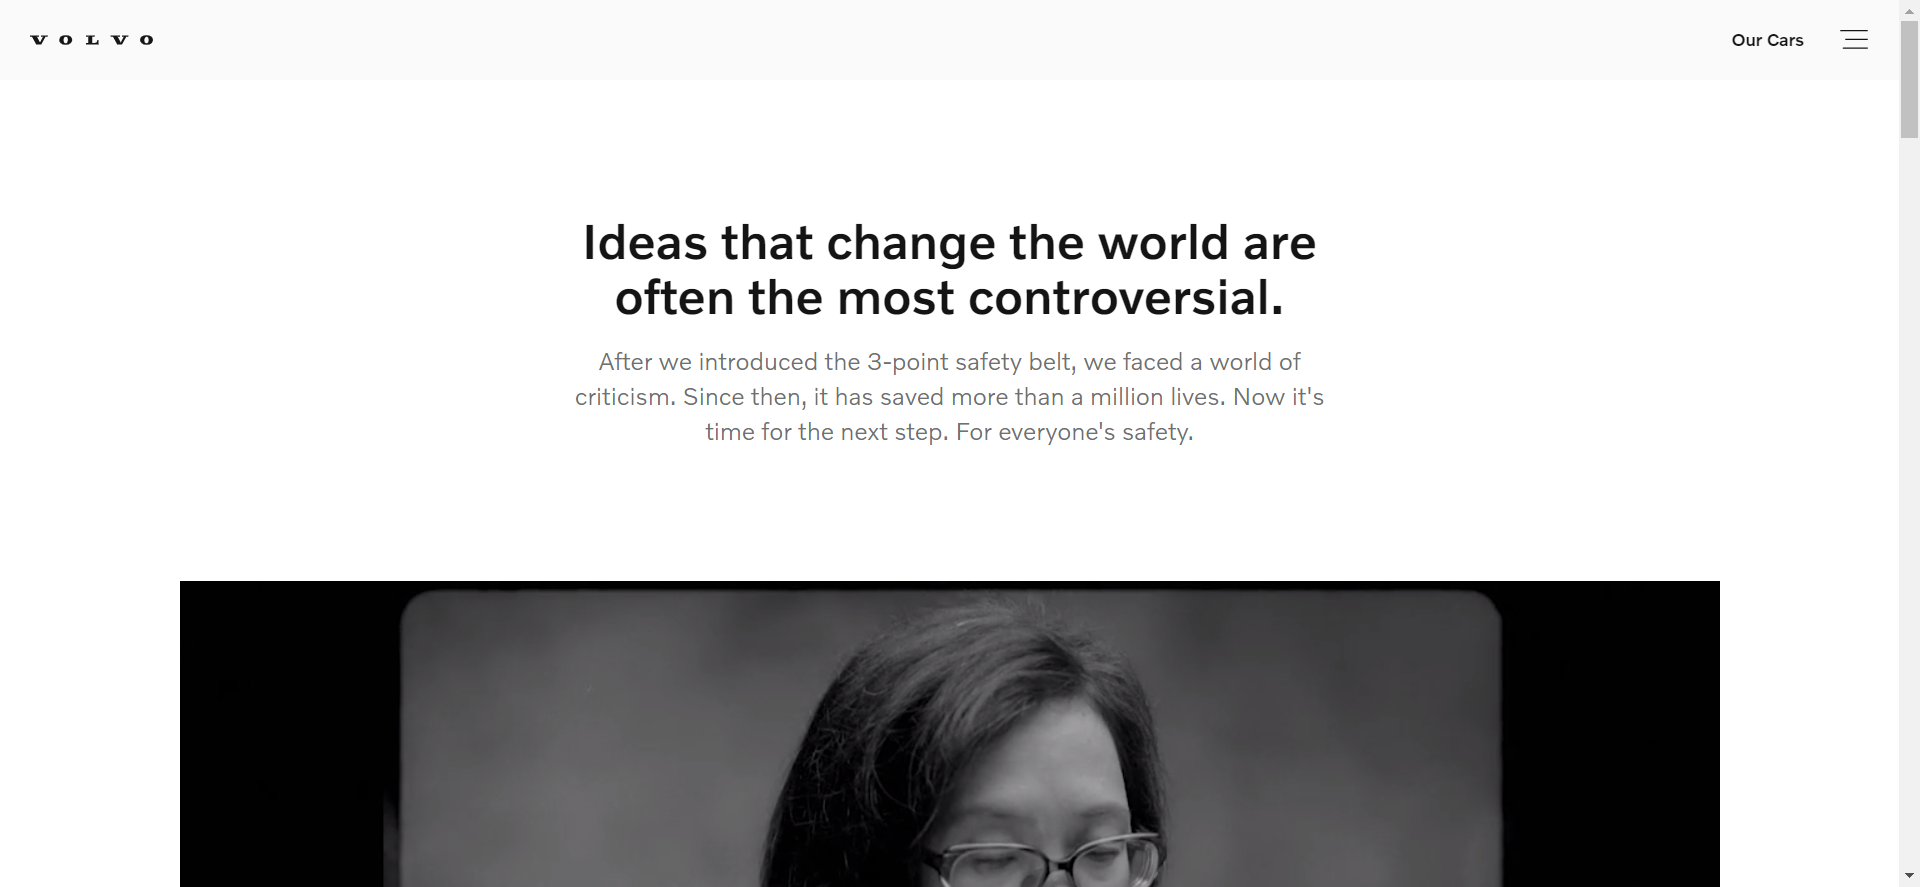 VOLVO
Our Cars
Ideas that change the world are
often the most controversial.
After we introduced the 3-point safety belt, we faced a world of
criticism. Since then, it has saved more than a million lives. Now it's
time for the next step. For everyone's safety.